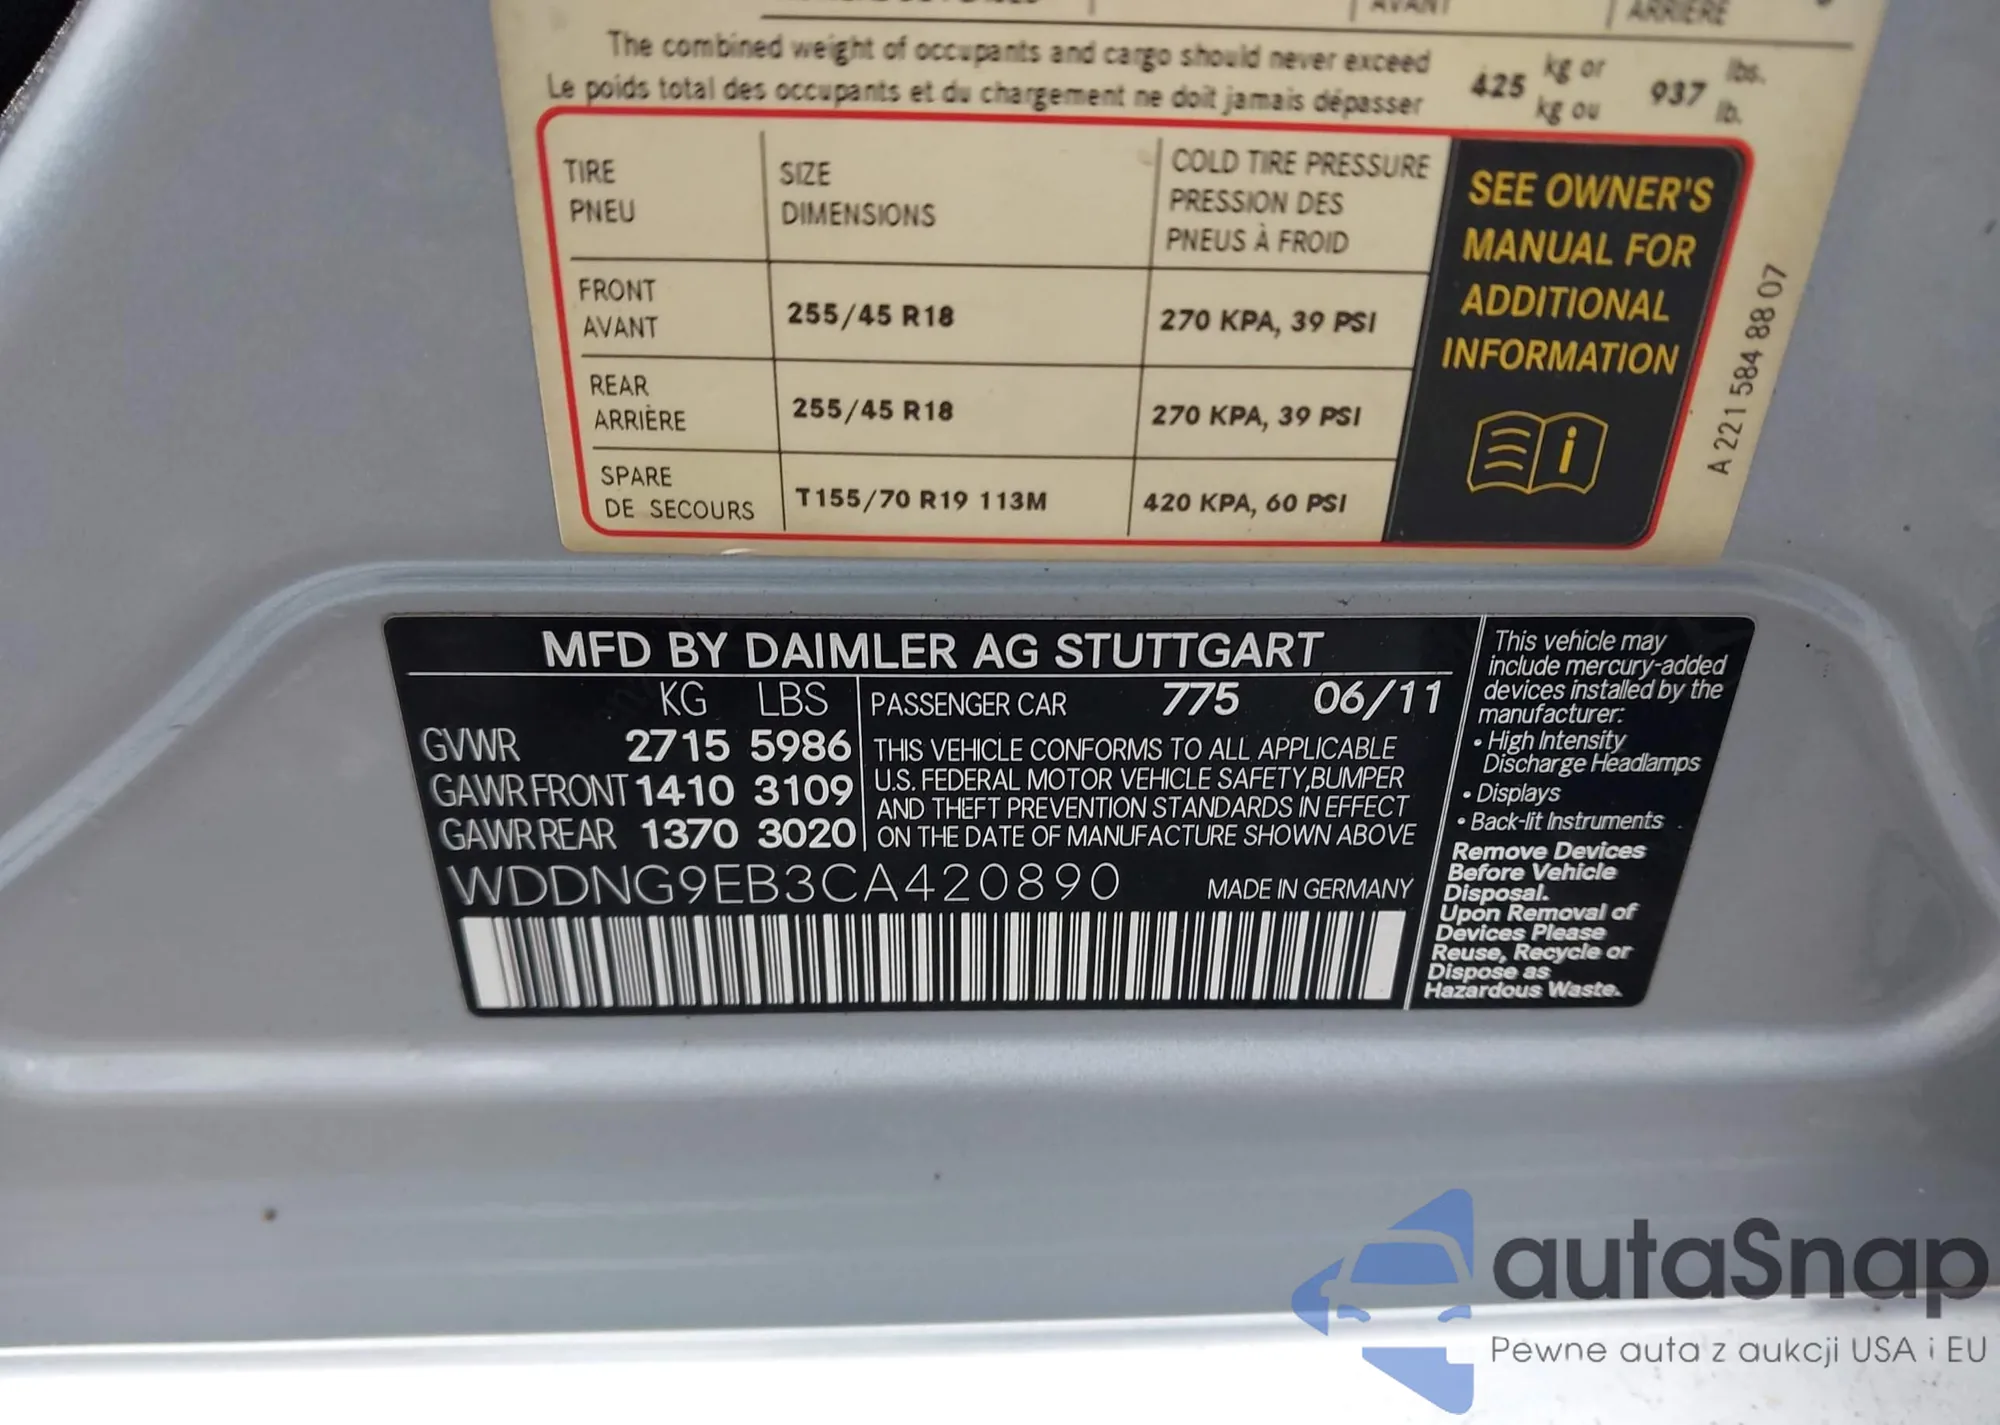 AVANT
ARRIÈRE
The combined weight of occupants and cargo should never exceed 425 kg or 937 lbs.
Le poids total des occupants et du chargement ne doit jamais dépasser kg ou lb.
TIRE SIZE COLD TIRE PRESSURE
PNEU DIMENSIONS PRESSION DES
PNEUS À FROID
FRONT
AVANT 255/45 R18 270 KPA, 39 PSI
REAR
ARRIÈRE 255/45 R18 270 KPA, 39 PSI
SPARE
DE SECOURS T155/70 R19 113M 420 KPA, 60 PSI
SEE OWNER'S
MANUAL FOR
ADDITIONAL
INFORMATION
i
A 221 584 88 07
MFD BY DAIMLER AG STUTTGART
KG LBS PASSENGER CAR 775 06/11
GVWR 2715 5986
GAWR FRONT 1410 3109
GAWR REAR 1370 3020
THIS VEHICLE CONFORMS TO ALL APPLICABLE
U.S. FEDERAL MOTOR VEHICLE SAFETY,BUMPER
AND THEFT PREVENTION STANDARDS IN EFFECT
ON THE DATE OF MANUFACTURE SHOWN ABOVE
WDDNG9EB3CA420890 MADE IN GERMANY
This vehicle may
include mercury-added
devices installed by the
manufacturer:
• High Intensity
Discharge Headlamps
• Displays
• Back-lit Instruments
Remove Devices
Before Vehicle
Disposal.
Upon Removal of
Devices Please
Reuse, Recycle or
Dispose as
Hazardous Waste.
autaSnap
Pewne auta z aukcji USA i EU